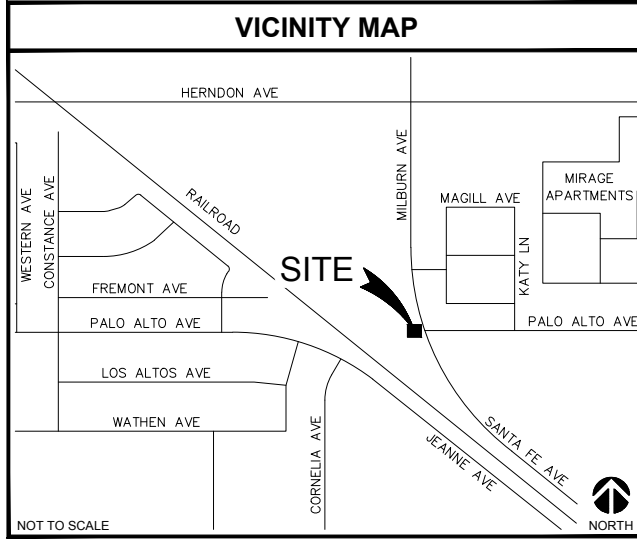 VICINITY MAP
HERNDON AVE
MILBURN AVE
MIRAGE
APARTMENTS
MAGILL AVE
WESTERN AVE
CONSTANCE AVE
RAILROAD
KATY LN
SITE
FREMONT AVE
PALO ALTO AVE
PALO ALTO AVE
LOS ALTOS AVE
WATHEN AVE
CORNELIA AVE
JEANNE AVE
SANTA FE AVE
NOT TO SCALE
NORTH